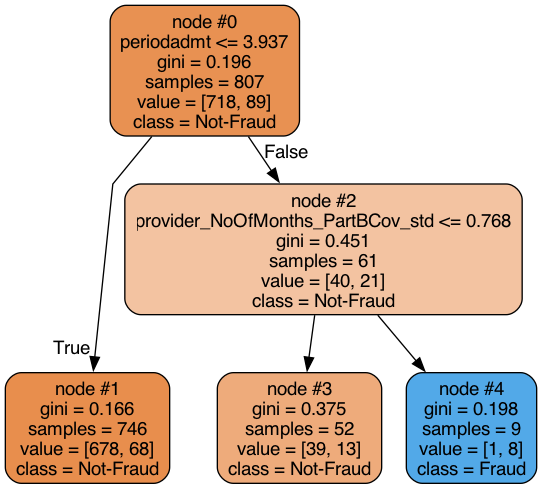 node #0
periodadmt <= 3.937
gini = 0.196
samples = 807
value = [718, 89]
class = Not-Fraud
False
node #2
provider_NoOfMonths_PartBCov_std <= 0.768
gini = 0.451
samples = 61
value = [40, 21]
class = Not-Fraud
True
node #1
gini = 0.166
samples = 746
value = [678, 68]
class = Not-Fraud
node #3
gini = 0.375
samples = 52
value = [39, 13]
class = Not-Fraud
node #4
gini = 0.198
samples = 9
value = [1, 8]
class = Fraud